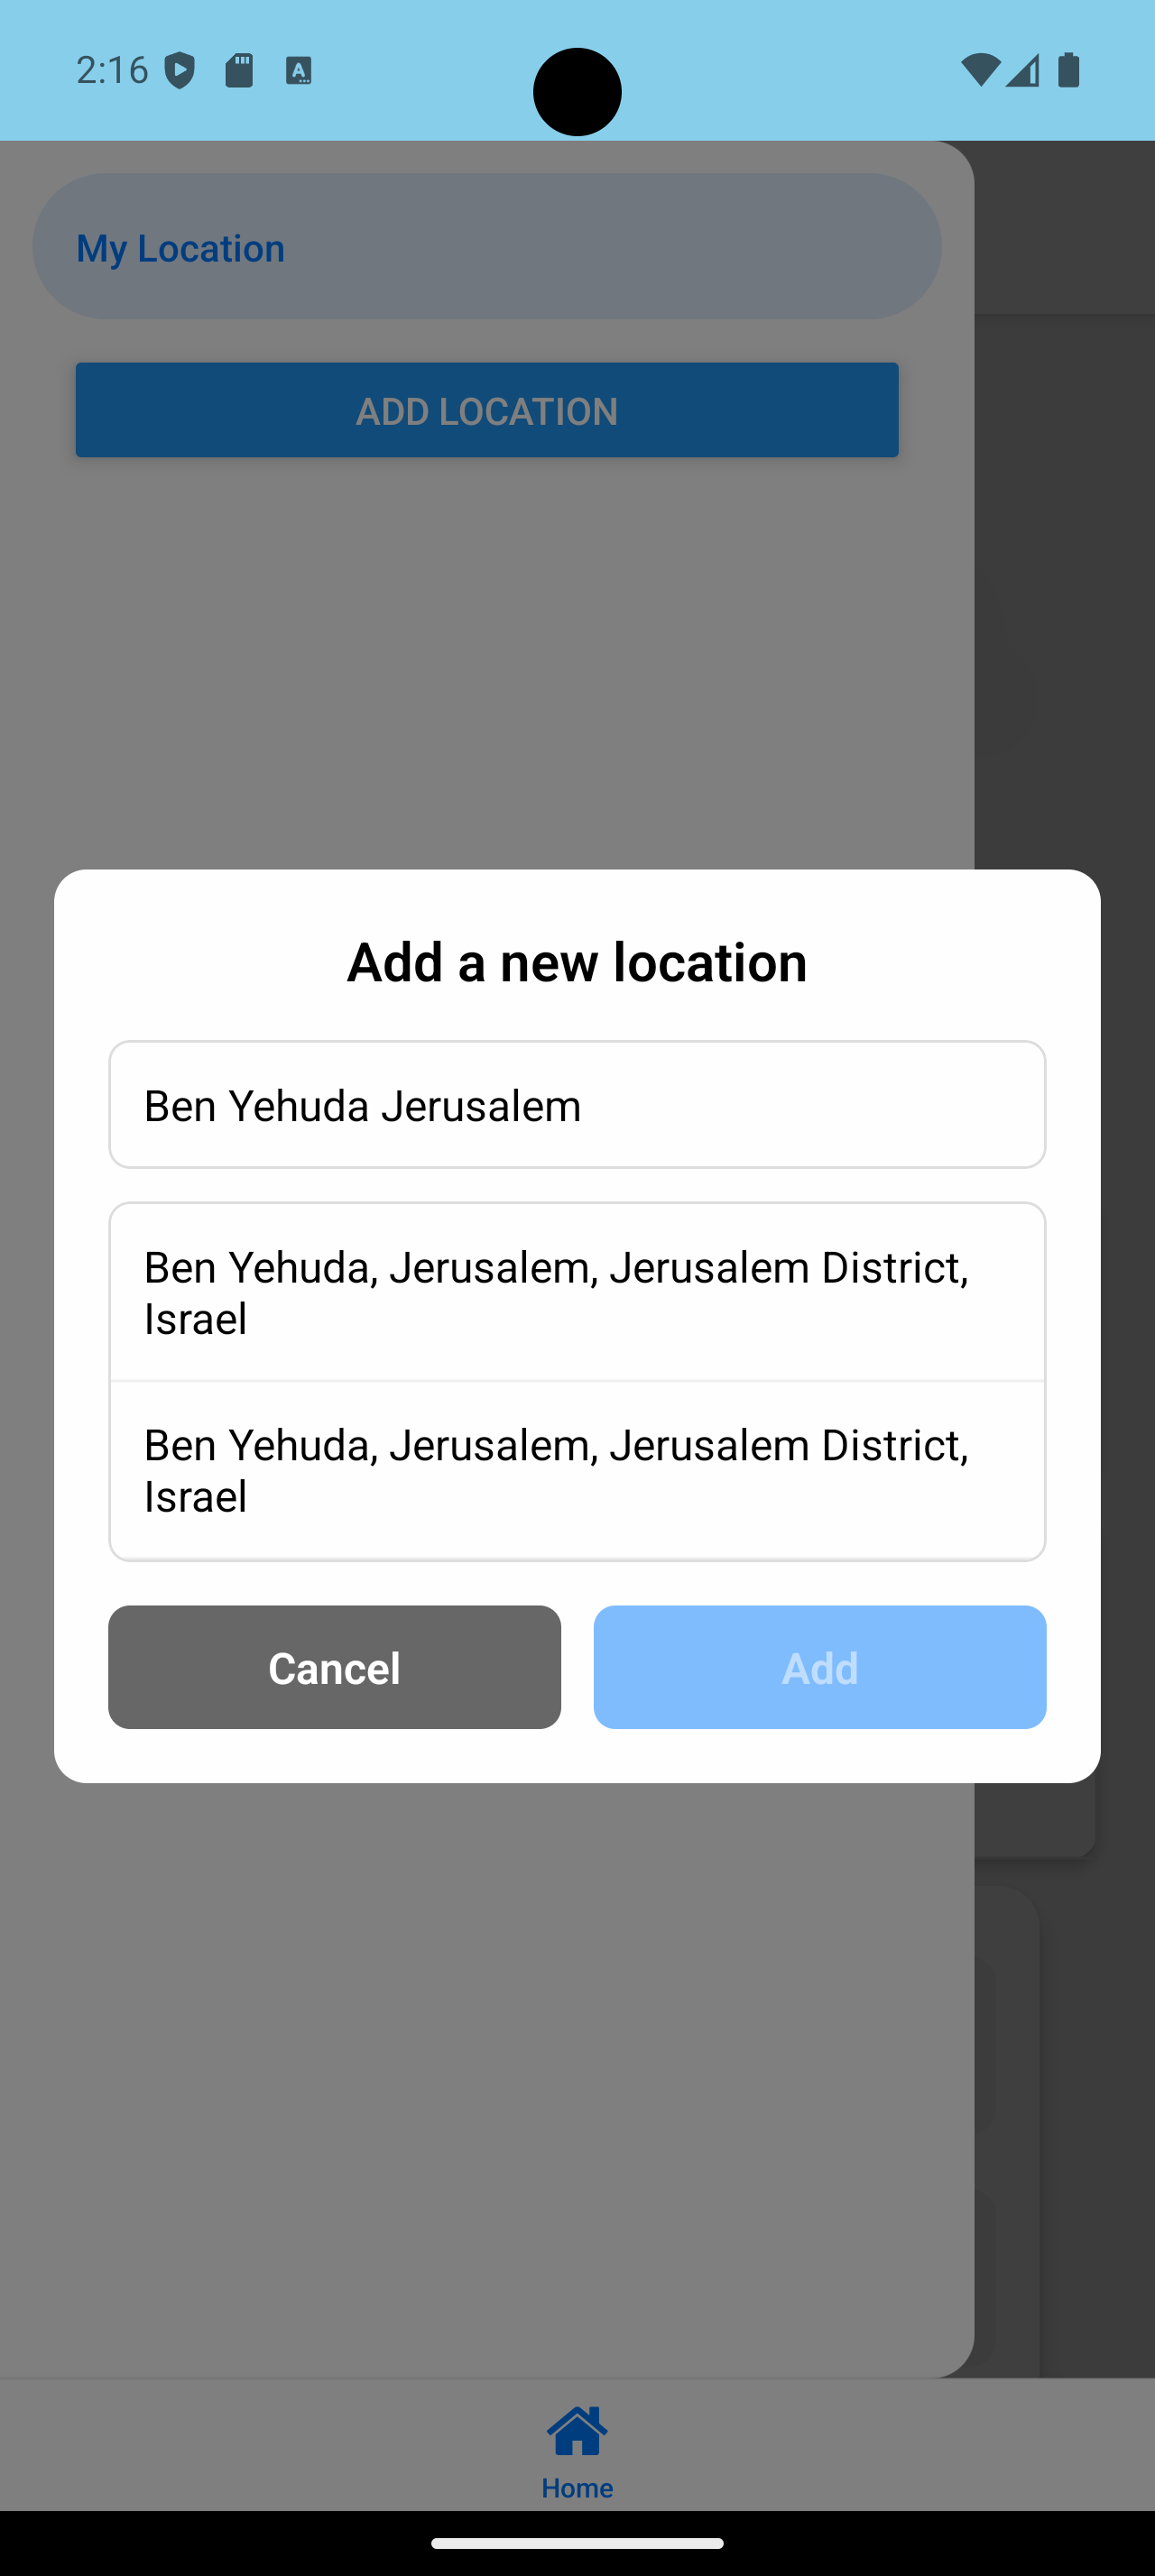 2:16
My Location
ADD LOCATION
Add a new location
Ben Yehuda Jerusalem
Ben Yehuda, Jerusalem, Jerusalem District,
Israel
Ben Yehuda, Jerusalem, Jerusalem District,
Israel
Cancel
Add
Home